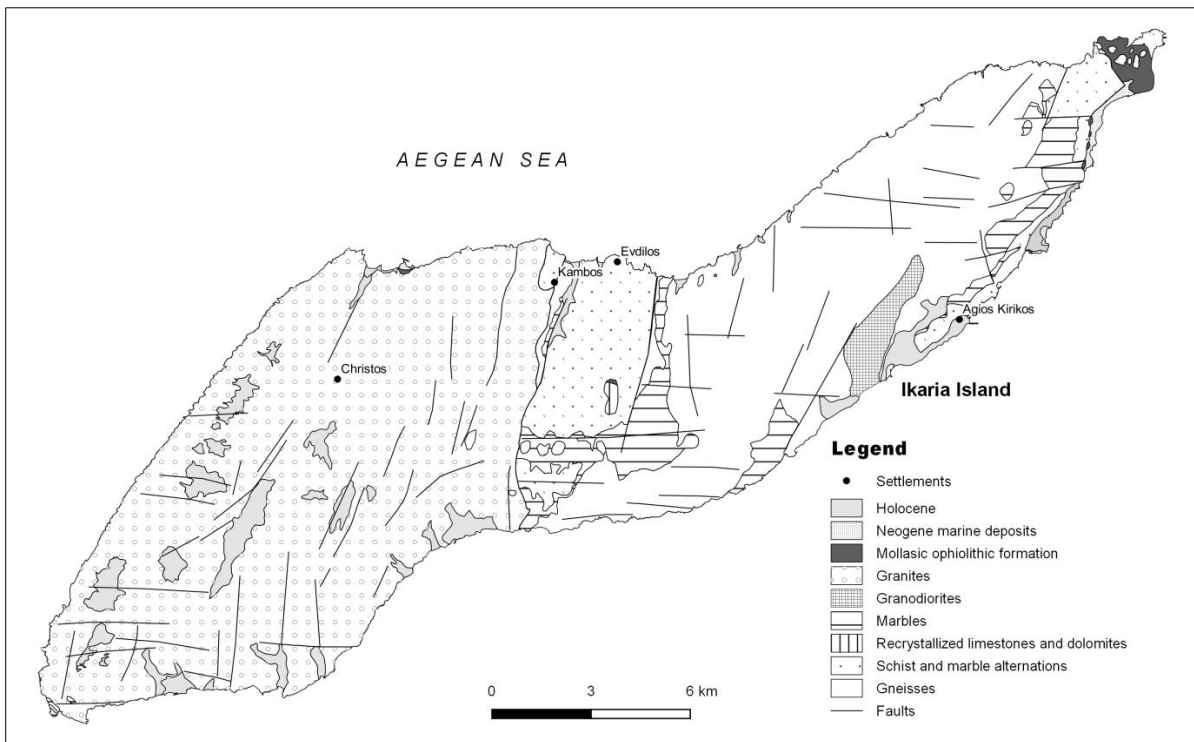 AEGEAN SEA
Evdilos
Kambos
Agios Kirikos
Christos
Ikaria Island
Legend
Settlements
Holocene
Neogene marine deposits
Mollasic ophiolithic formation
Granites
Granodiorites
Marbles
Recrystallized limestones and dolomites
Schist and marble alternations
Gneisses
Faults
0 3 6 km